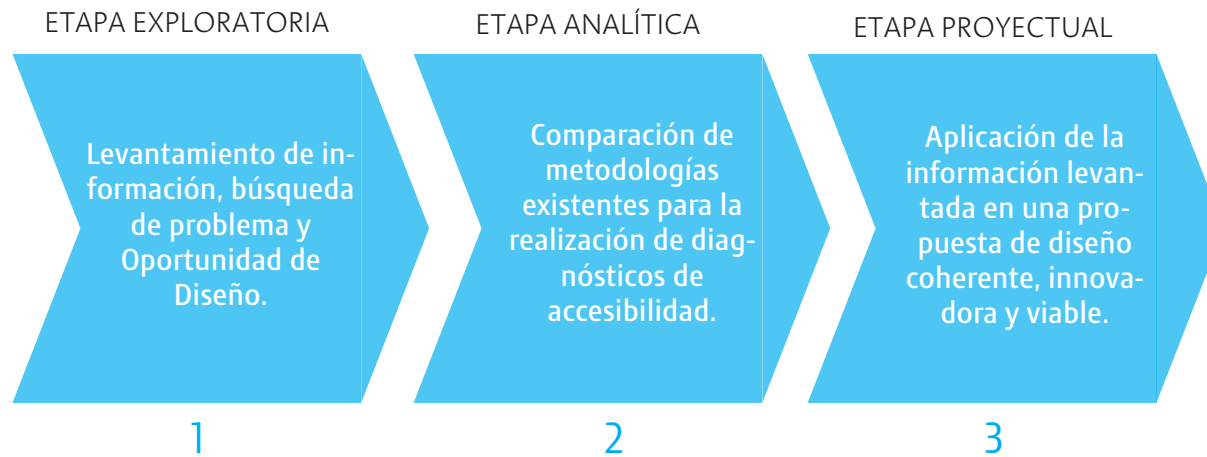 ETAPA EXPLORATORIA
Levantamiento de in-
formación, búsqueda
de problema y
Oportunidad de
Diseño.
1
ETAPA ANALÍTICA
Comparación de
metodologías
existentes para la
realización de diag-
nósticos de
accesibilidad.
2
ETAPA PROYECTUAL
Aplicación de la
información levan-
tada en una pro-
puesta de diseño
coherente, innova-
dora y viable.
3